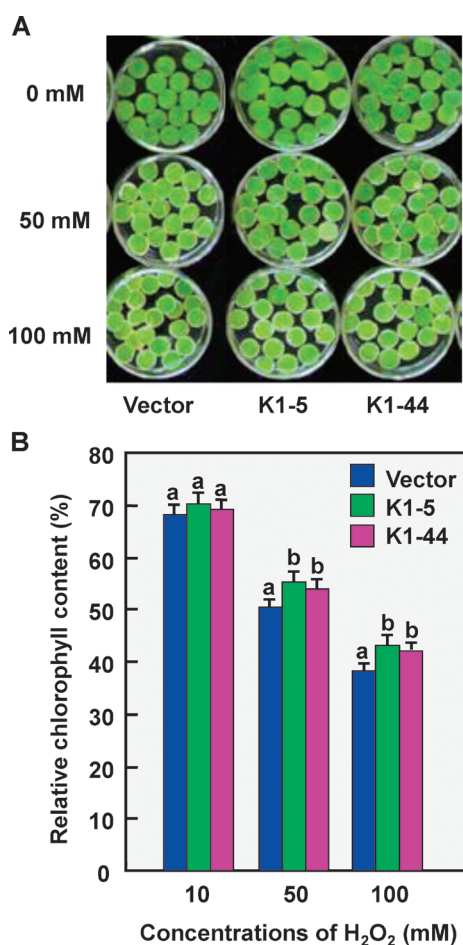 A
0 mM
50 mM
100 mM
Vector K1-5 K1-44
B
80
70
60
50
40
30
20
10
0
Relative chlorophyll content (%)
Vector
K1-5
K1-44
a a a
a b b
a b b
10 50 100
Concentrations of H₂O₂ (mM)